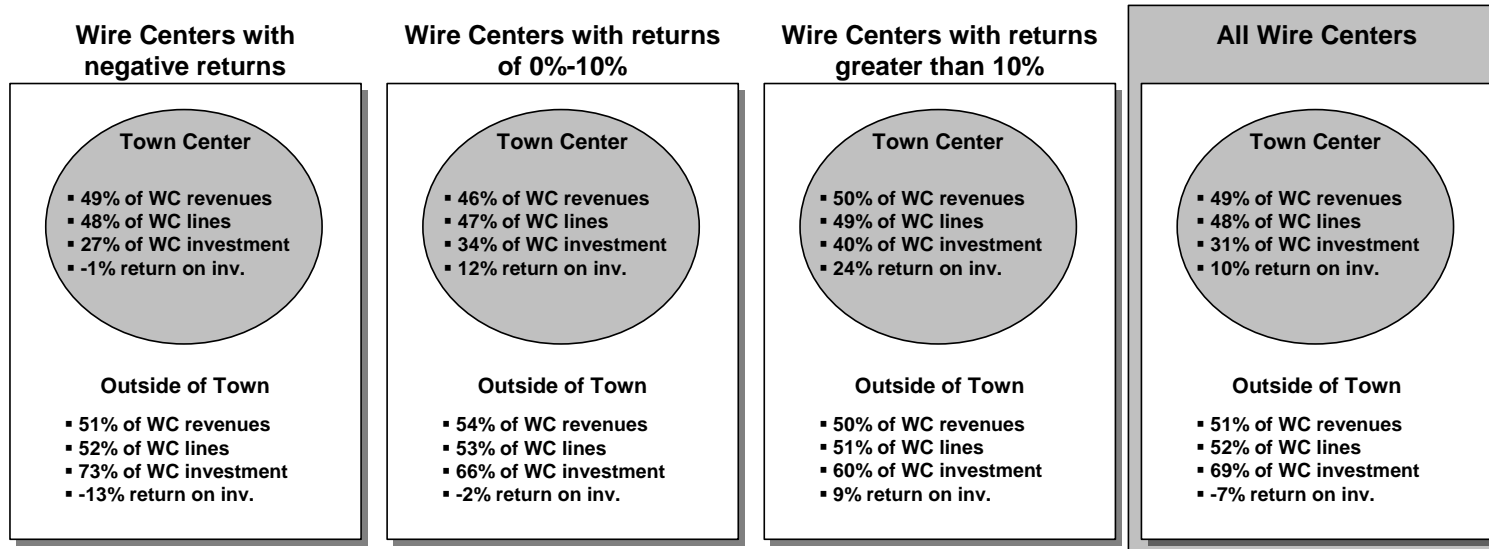 Wire Centers with
negative returns
Town Center
▪ 49% of WC revenues
▪ 48% of WC lines
▪ 27% of WC investment
▪ -1% return on inv.
Outside of Town
▪ 51% of WC revenues
▪ 52% of WC lines
▪ 73% of WC investment
▪ -13% return on inv.
Wire Centers with returns
of 0%-10%
Town Center
▪ 46% of WC revenues
▪ 47% of WC lines
▪ 34% of WC investment
▪ 12% return on inv.
Outside of Town
▪ 54% of WC revenues
▪ 53% of WC lines
▪ 66% of WC investment
▪ -2% return on inv.
Wire Centers with returns
greater than 10%
Town Center
▪ 50% of WC revenues
▪ 49% of WC lines
▪ 40% of WC investment
▪ 24% return on inv.
Outside of Town
▪ 50% of WC revenues
▪ 51% of WC lines
▪ 60% of WC investment
▪ 9% return on inv.
All Wire Centers
Town Center
▪ 49% of WC revenues
▪ 48% of WC lines
▪ 31% of WC investment
▪ 10% return on inv.
Outside of Town
▪ 51% of WC revenues
▪ 52% of WC lines
▪ 69% of WC investment
▪ -7% return on inv.